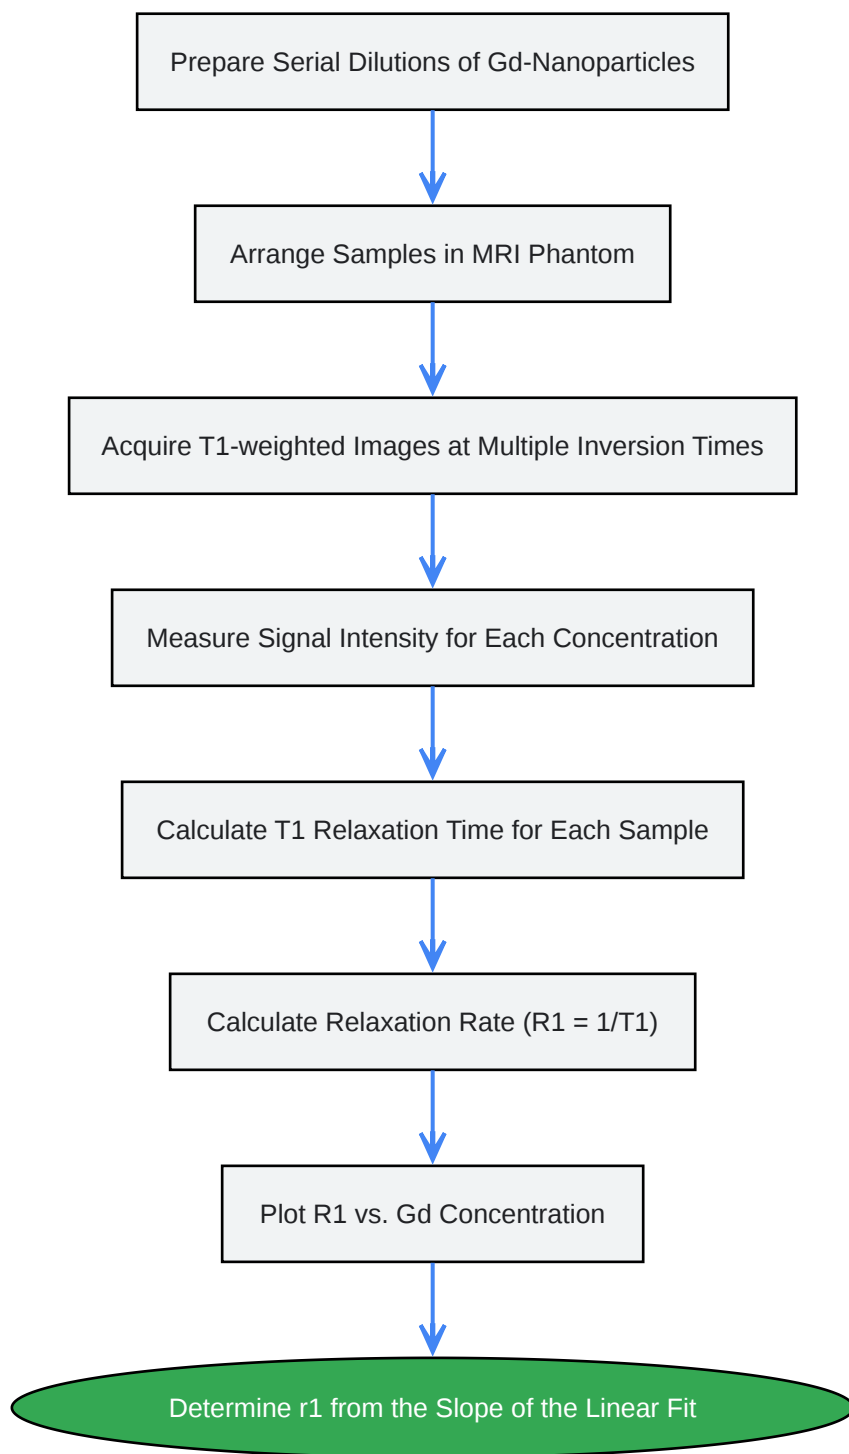 Prepare Serial Dilutions of Gd-Nanoparticles
Arrange Samples in MRI Phantom
Acquire T1-weighted Images at Multiple Inversion Times
Measure Signal Intensity for Each Concentration
Calculate T1 Relaxation Time for Each Sample
Calculate Relaxation Rate (R1 = 1/T1)
Plot R1 vs. Gd Concentration
Determine r1 from the Slope of the Linear Fit